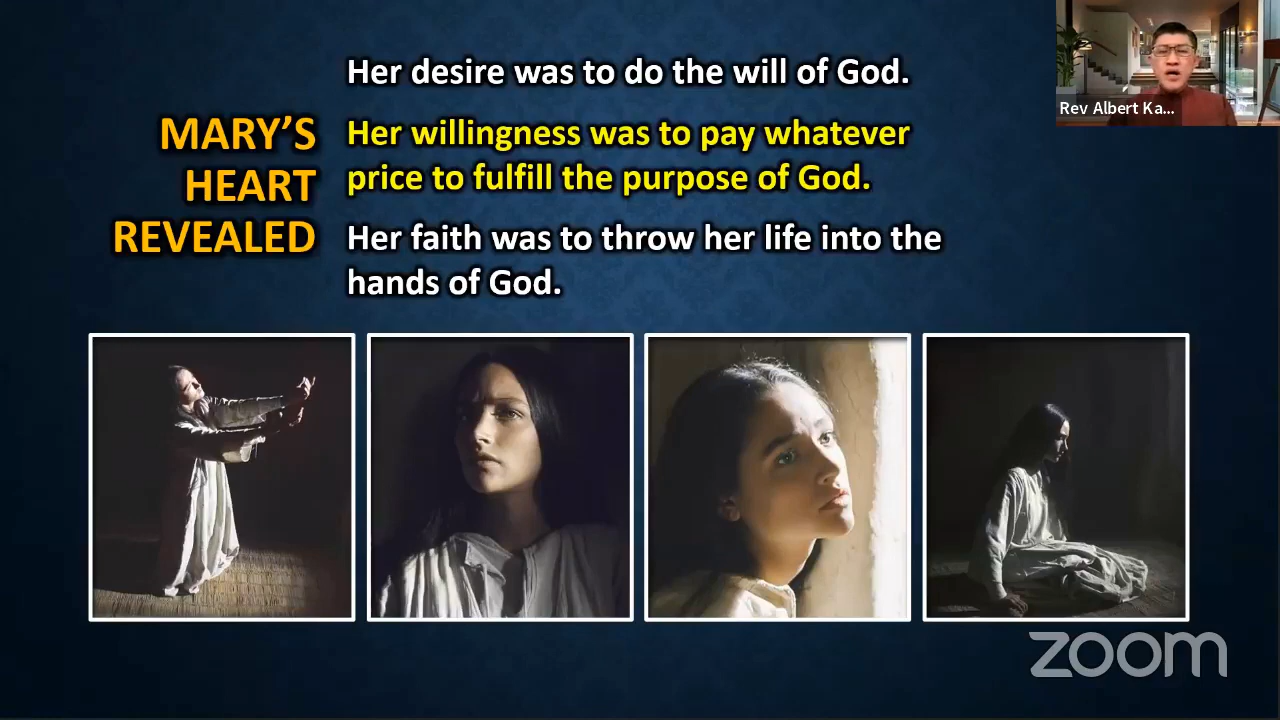 Her desire was to do the will of God.
MARY’S
HEART
REVEALED
Her willingness was to pay whatever
price to fulfill the purpose of God.
Her faith was to throw her life into the
hands of God.
Rev Albert Ka...
zoom